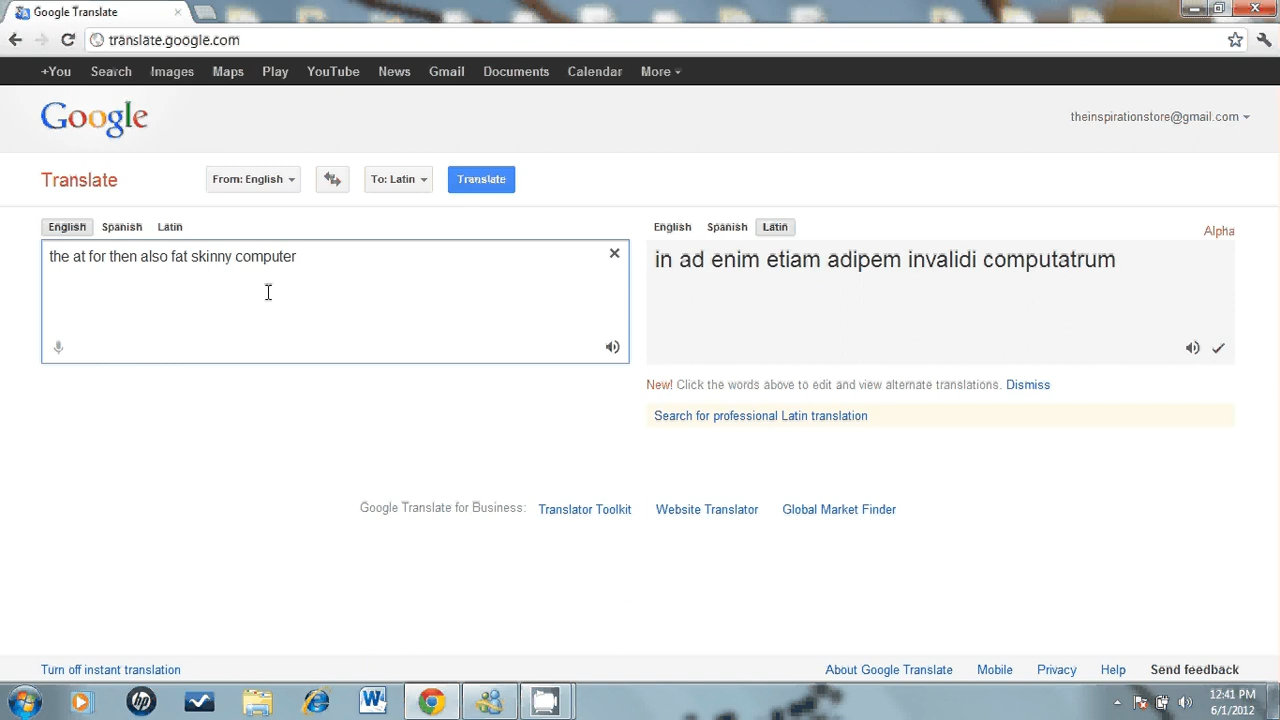 Google Translate
translate.google.com
+You Search Images Maps Play YouTube News Gmail Documents Calendar More
Google
theinspirationstore@gmail.com
Translate From: English To: Latin Translate
English Spanish Latin
the at for then also fat skinny computer
English Spanish Latin
Alpha
in ad enim etiam adipem invalidi computatrum
New! Click the words above to edit and view alternate translations. Dismiss
Search for professional Latin translation
Google Translate for Business: Translator Toolkit Website Translator Global Market Finder
Turn off instant translation About Google Translate Mobile Privacy Help Send feedback
hp
W
12:41 PM
6/1/2012